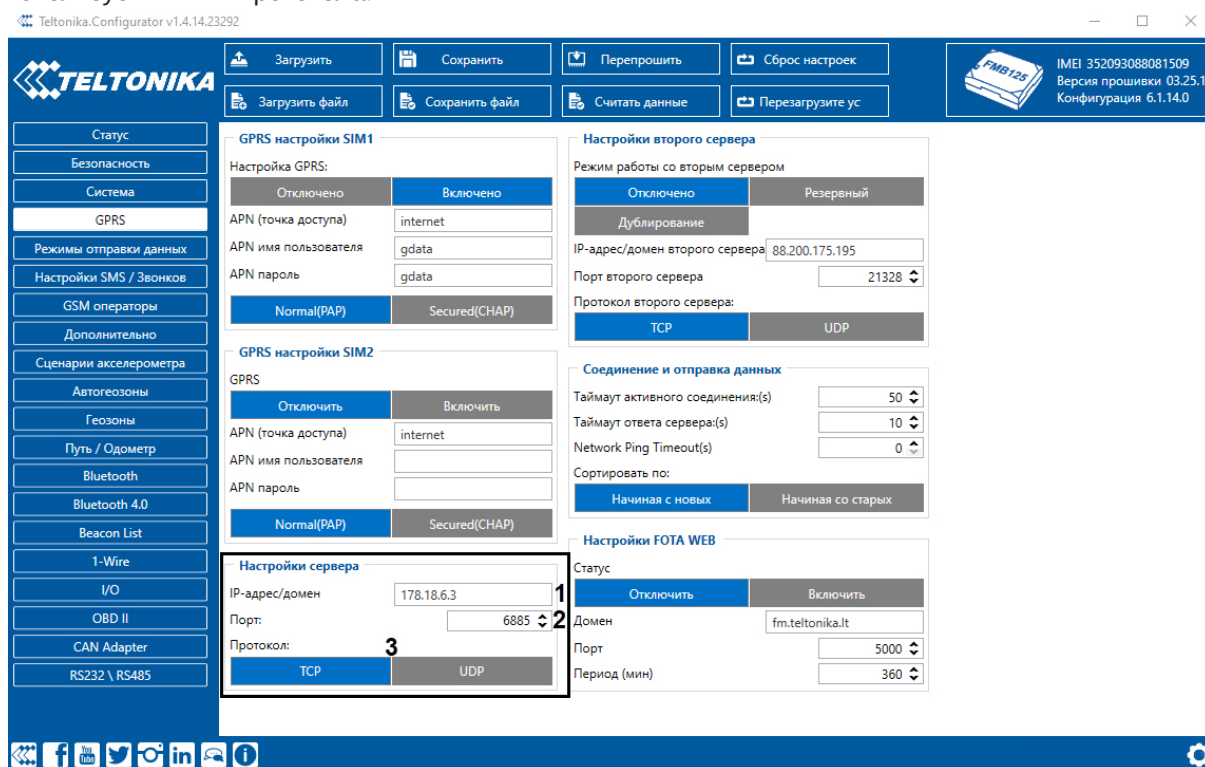 Teltonika.Configurator v1.4.14.23292
TELTONIKA
Загрузить
Сохранить
Перепрошить
Сброс настроек
Загрузить файл
Сохранить файл
Считать данные
Перезагрузите ус
FMB125
IMEI 352093088081509
Версия прошивки 03.25.1
Конфигурация 6.1.14.0
Статус
Безопасность
Система
GPRS
Режимы отправки данных
Настройки SMS / Звонков
GSM операторы
Дополнительно
Сценарии акселерометра
Автогеозоны
Геозоны
Путь / Одометр
Bluetooth
Bluetooth 4.0
Beacon List
1-Wire
I/O
OBD II
CAN Adapter
RS232 \ RS485
GPRS настройки SIM1
Настройка GPRS:
Отключено Включено
APN (точка доступа) internet
APN имя пользователя gdata
APN пароль gdata
Normal(PAP) Secured(CHAP)
GPRS настройки SIM2
GPRS
Отключить Включить
APN (точка доступа) internet
APN имя пользователя
APN пароль
Normal(PAP) Secured(CHAP)
Настройки сервера
IP-адрес/домен 178.18.6.3 1
Порт: 6885 2
Протокол: 3
TCP UDP
Настройки второго сервера
Режим работы со вторым сервером
Отключено Резервный
Дублирование
IP-адрес/домен второго сервера 88.200.175.195
Порт второго сервера 21328
Протокол второго сервера:
TCP UDP
Соединение и отправка данных
Таймаут активного соединения:(s) 50
Таймаут ответа сервера:(s) 10
Network Ping Timeout(s) 0
Сортировать по:
Начиная с новых Начиная со старых
Настройки FOTA WEB
Статус
Отключить Включить
Домен fm.teltonika.lt
Порт 5000
Период (мин) 360
You Tube